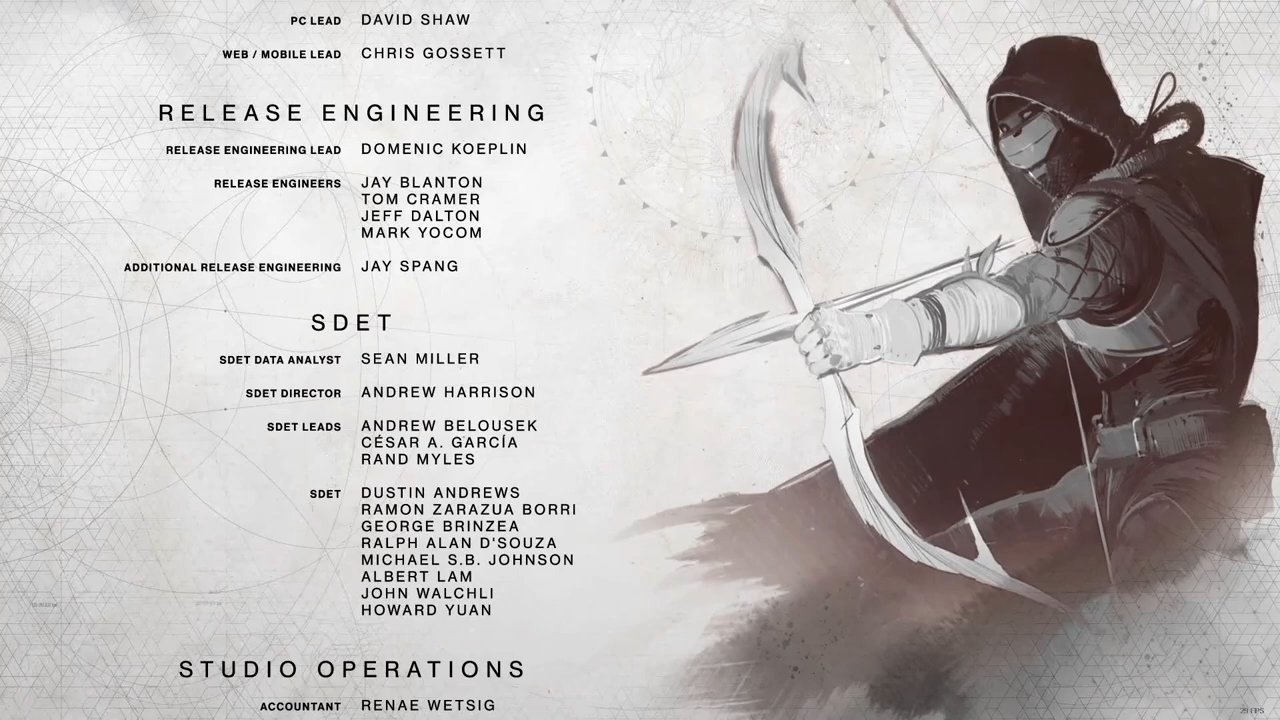 PC LEAD DAVID SHAW
WEB / MOBILE LEAD CHRIS GOSSETT
RELEASE ENGINEERING
RELEASE ENGINEERING LEAD DOMENIC KOEPLIN
RELEASE ENGINEERS JAY BLANTON
TOM CRAMER
JEFF DALTON
MARK YOCOM
ADDITIONAL RELEASE ENGINEERING JAY SPANG
SDET
SDET DATA ANALYST SEAN MILLER
SDET DIRECTOR ANDREW HARRISON
SDET LEADS ANDREW BELOUSEK
CÉSAR A. GARCÍA
RAND MYLES
SDET DUSTIN ANDREWS
RAMON ZARAZUA BORRI
GEORGE BRINZEA
RALPH ALAN D'SOUZA
MICHAEL S.B. JOHNSON
ALBERT LAM
JOHN WALCHLI
HOWARD YUAN
STUDIO OPERATIONS
ACCOUNTANT RENAE WETSIG
29 FPS